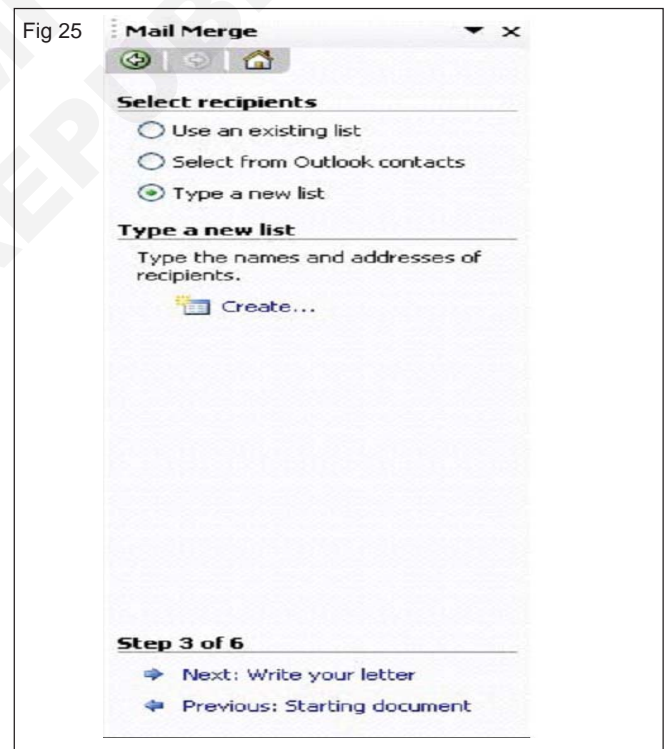 Fig 25
Mail Merge
Select recipients
Use an existing list
Select from Outlook contacts
Type a new list
Type a new list
Type the names and addresses of
recipients.
Create...
Step 3 of 6
Next: Write your letter
Previous: Starting document